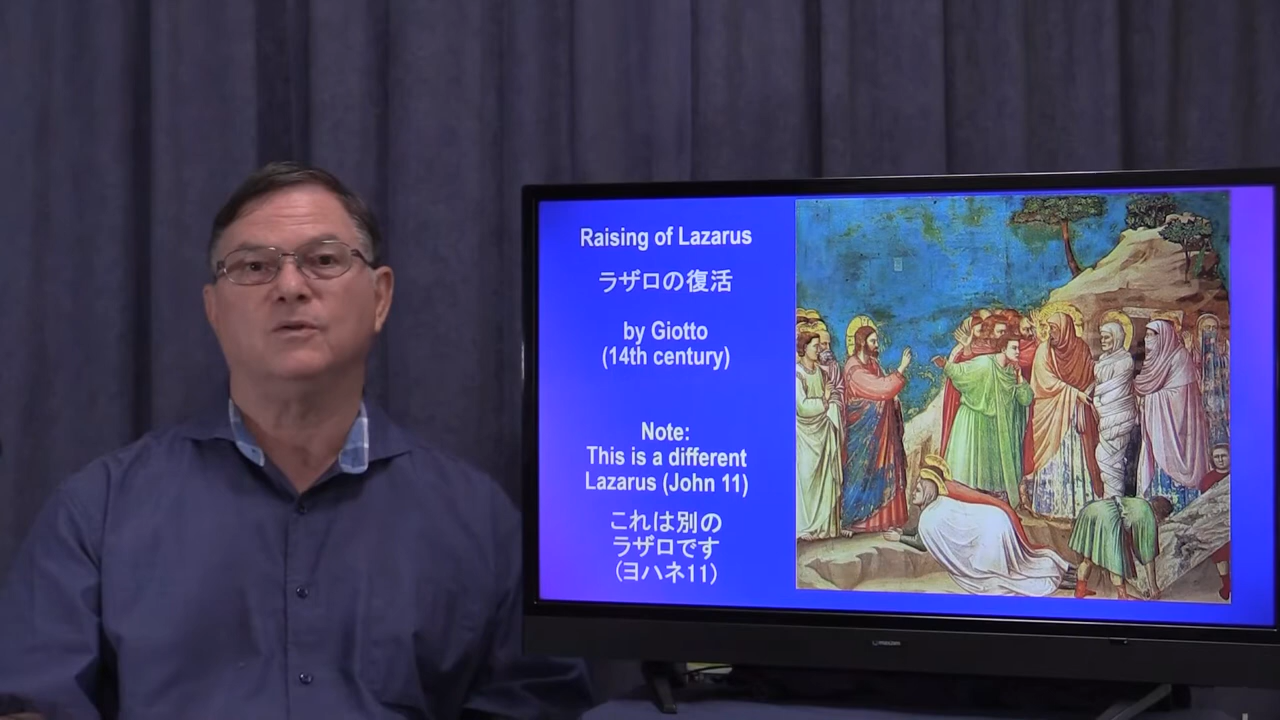 Raising of Lazarus
ラザロの復活
by Giotto
(14th century)
Note:
This is a different
Lazarus (John 11)
これは別の
ラザロです
(ヨハネ11)